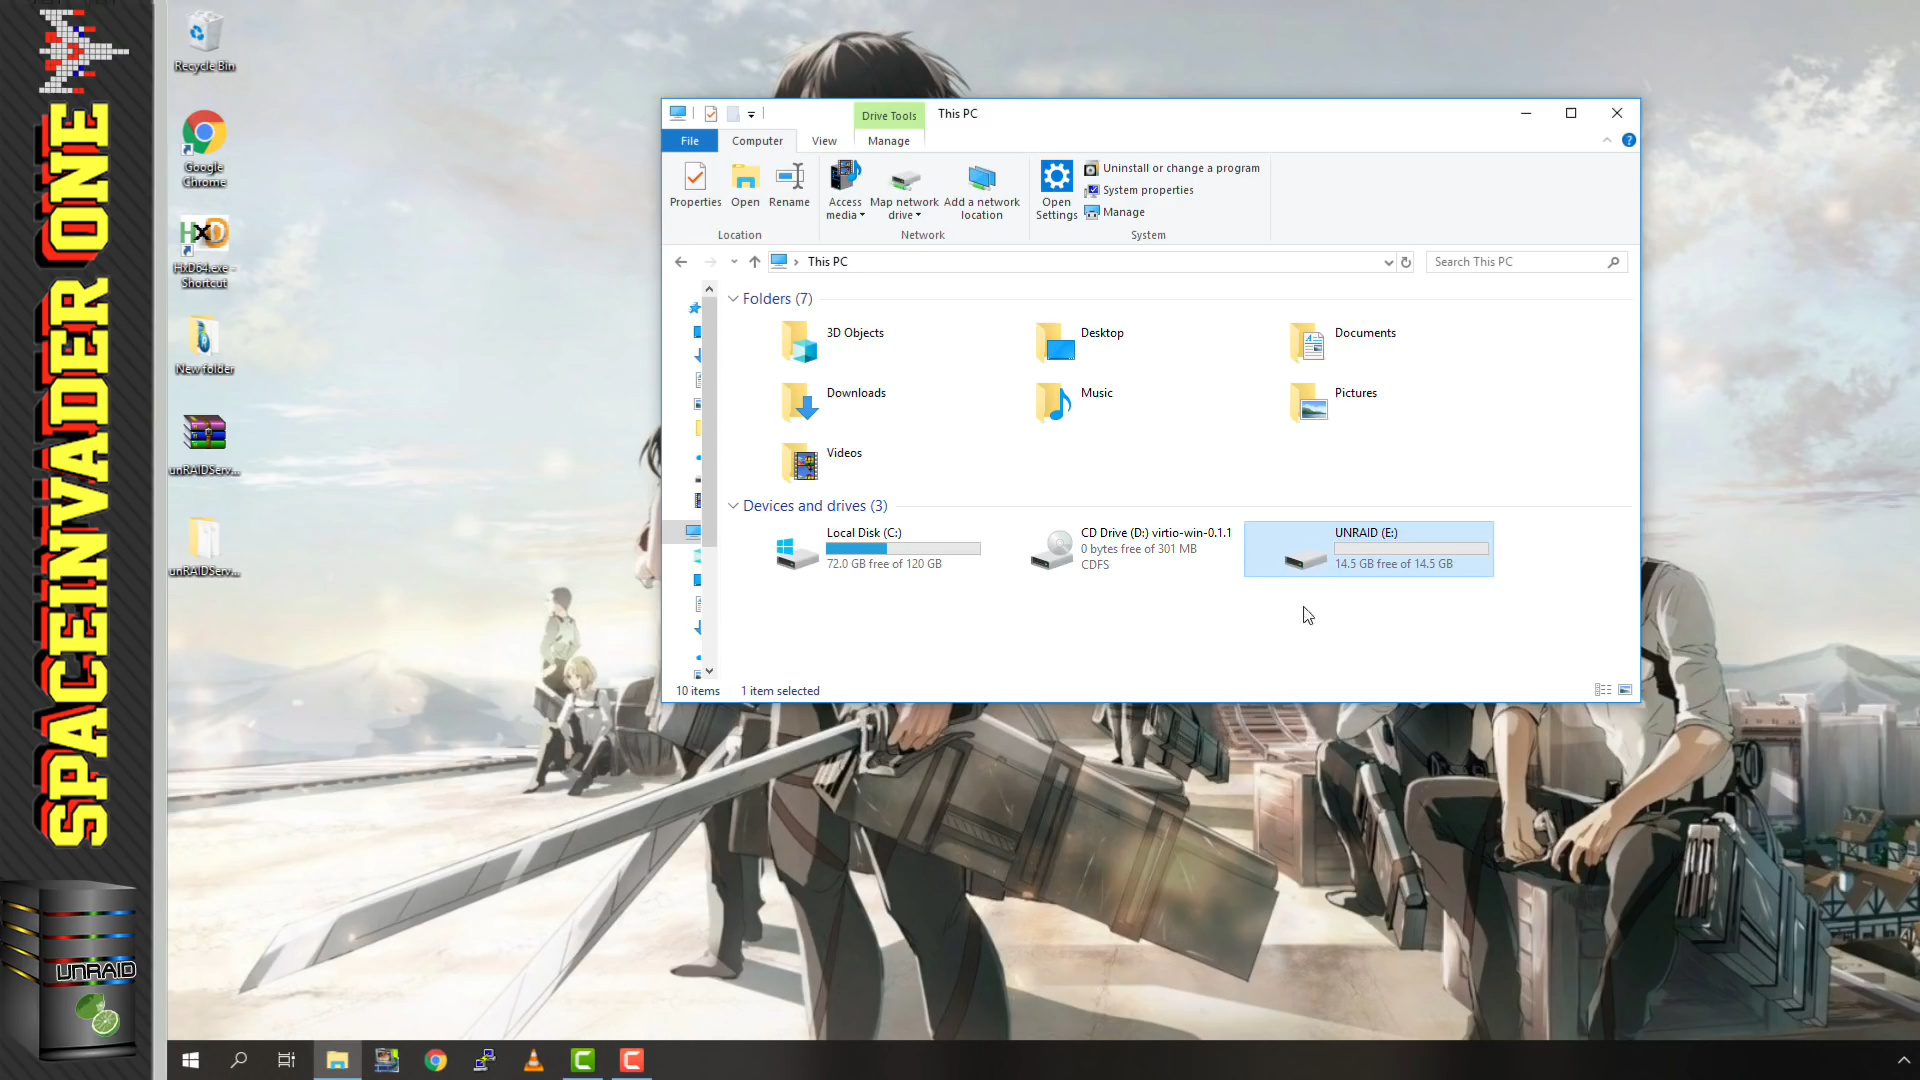 SPACEINVADER ONE
UNRAID
Recycle Bin
Google
Chrome
HxD64.exe -
Shortcut
New folder
unRAIDServ...
unRAIDServ...
Drive Tools
This PC
File
Computer
View
Manage
Properties
Open
Rename
Access
media
Map network
drive
Add a network
location
Open
Settings
Uninstall or change a program
System properties
Manage
Location
Network
System
This PC
Search This PC
Folders (7)
3D Objects
Desktop
Documents
Downloads
Music
Pictures
Videos
Devices and drives (3)
Local Disk (C:)
72.0 GB free of 120 GB
CD Drive (D:) virtio-win-0.1.1
0 bytes free of 301 MB
CDFS
UNRAID (E:)
14.5 GB free of 14.5 GB
10 items
1 item selected